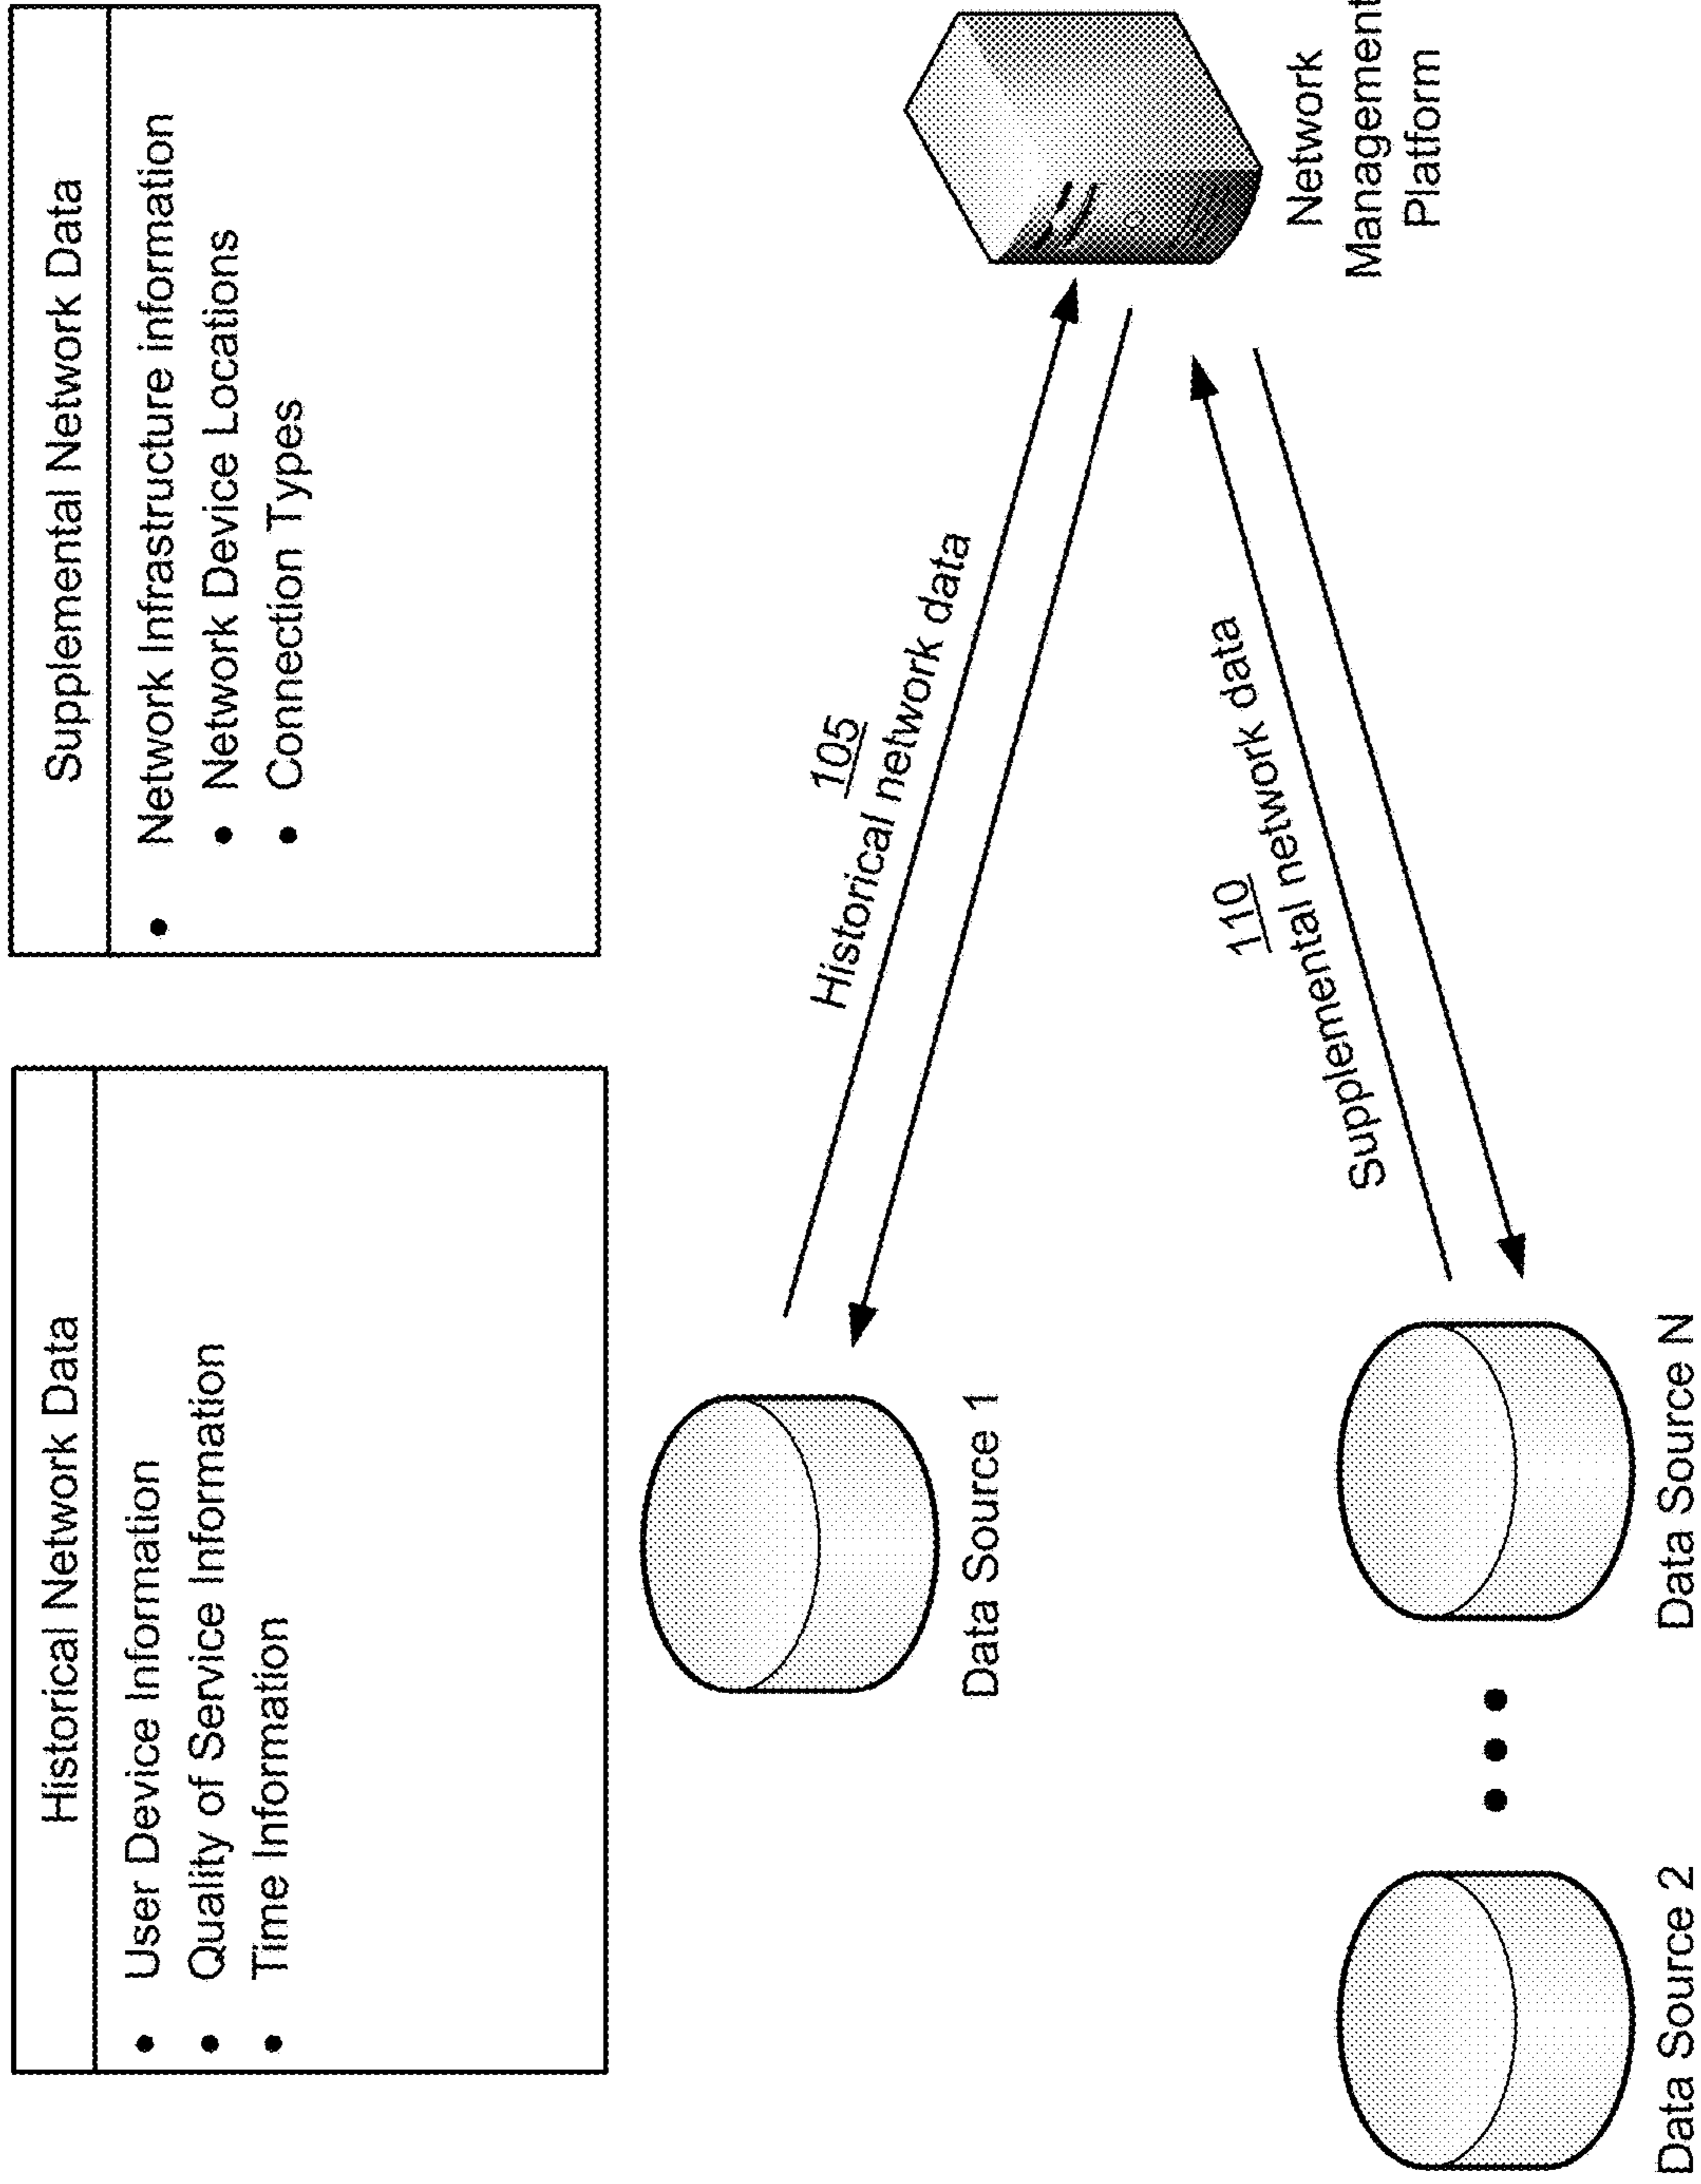 Historical Network Data
• User Device Information
• Quality of Service Information
• Time Information
Supplemental Network Data
• Network Infrastructure information
• Network Device Locations
• Connection Types
105
Historical network data
Data Source 1
110
Supplemental network data
Network
Management
Platform
Data Source 2
Data Source N